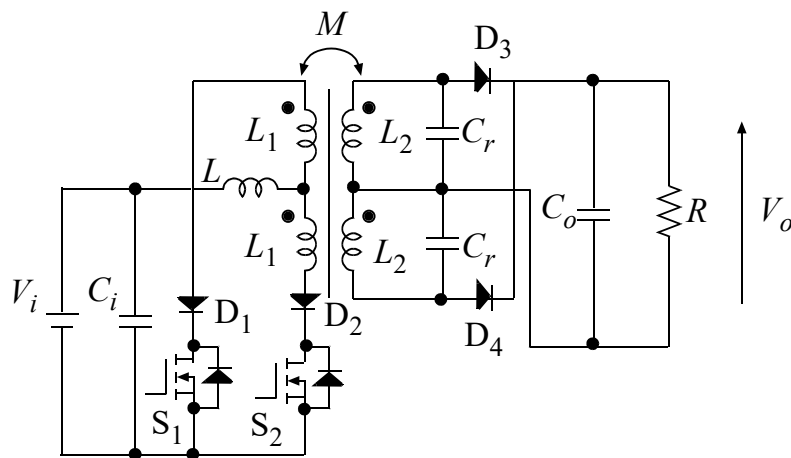 M
D₃
L₁
L₂
Cᵣ
L
L₁
L₂
Cᵣ
Cₒ
R
Vₒ
Vᵢ
Cᵢ
D₁
D₂
D₄
S₁
S₂